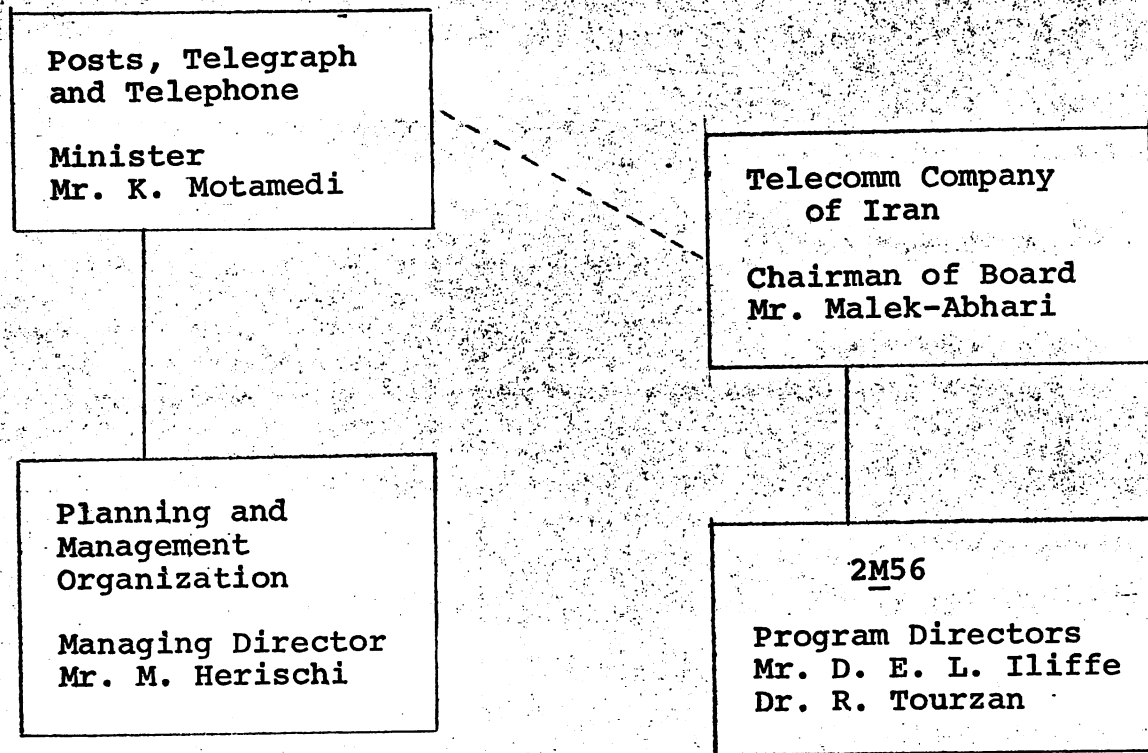 Posts, Telegraph
and Telephone
Minister
Mr. K. Motamedi
Telecomm Company
of Iran
Chairman of Board
Mr. Malek-Abhari
Planning and
Management
Organization
Managing Director
Mr. M. Herischi
2M56
Program Directors
Mr. D. E. L. Iliffe
Dr. R. Tourzan